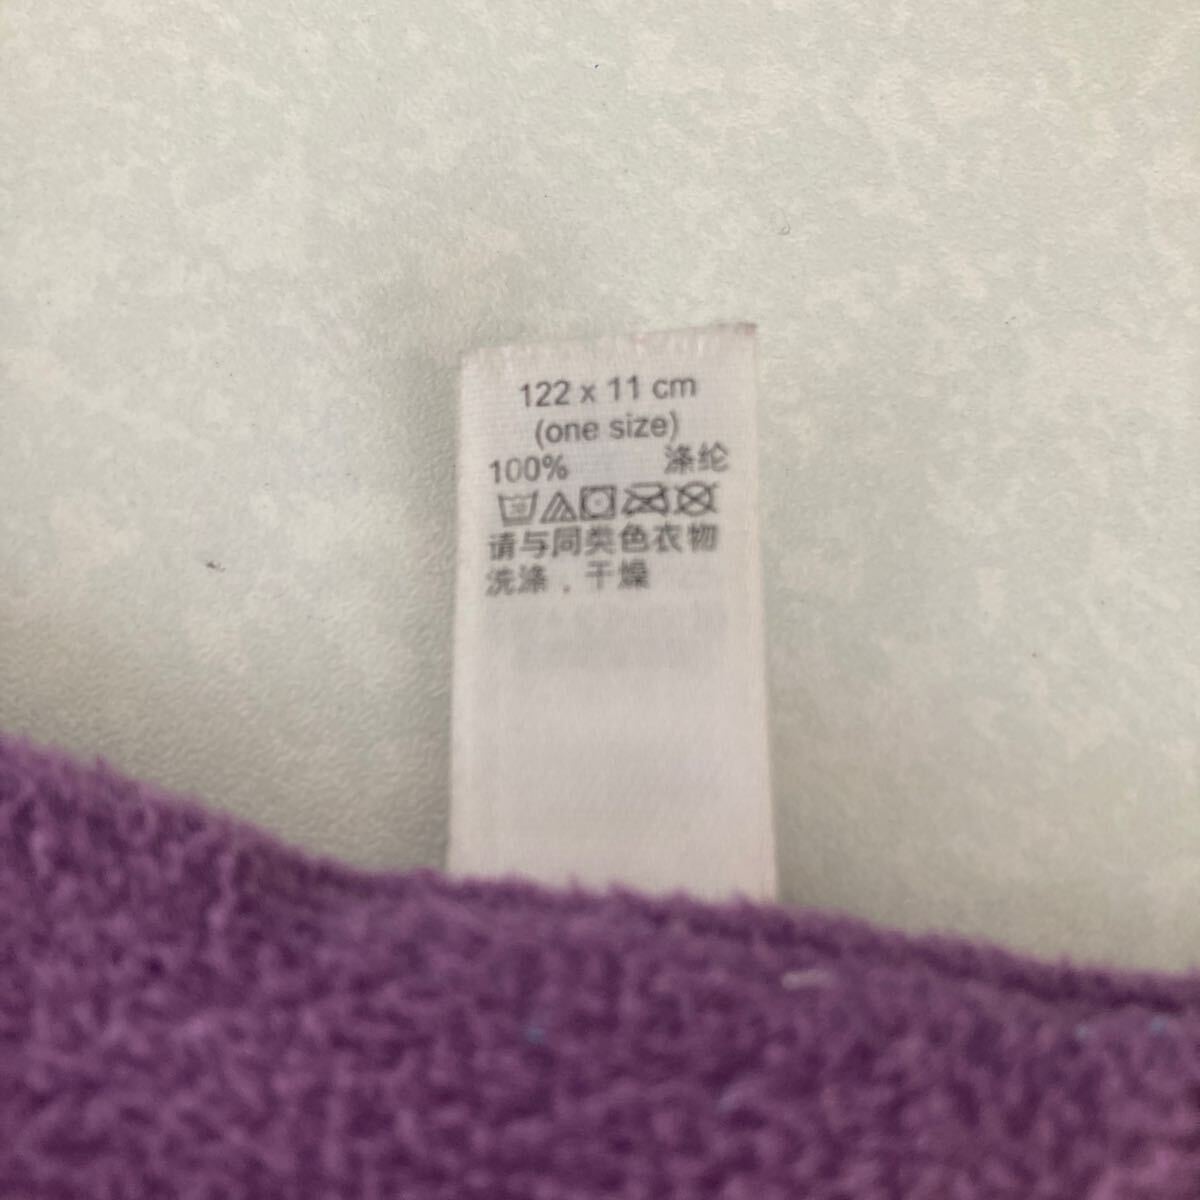 122 x 11 cm
(one size)
100% 涤纶
请与同类色衣物
洗涤，干燥